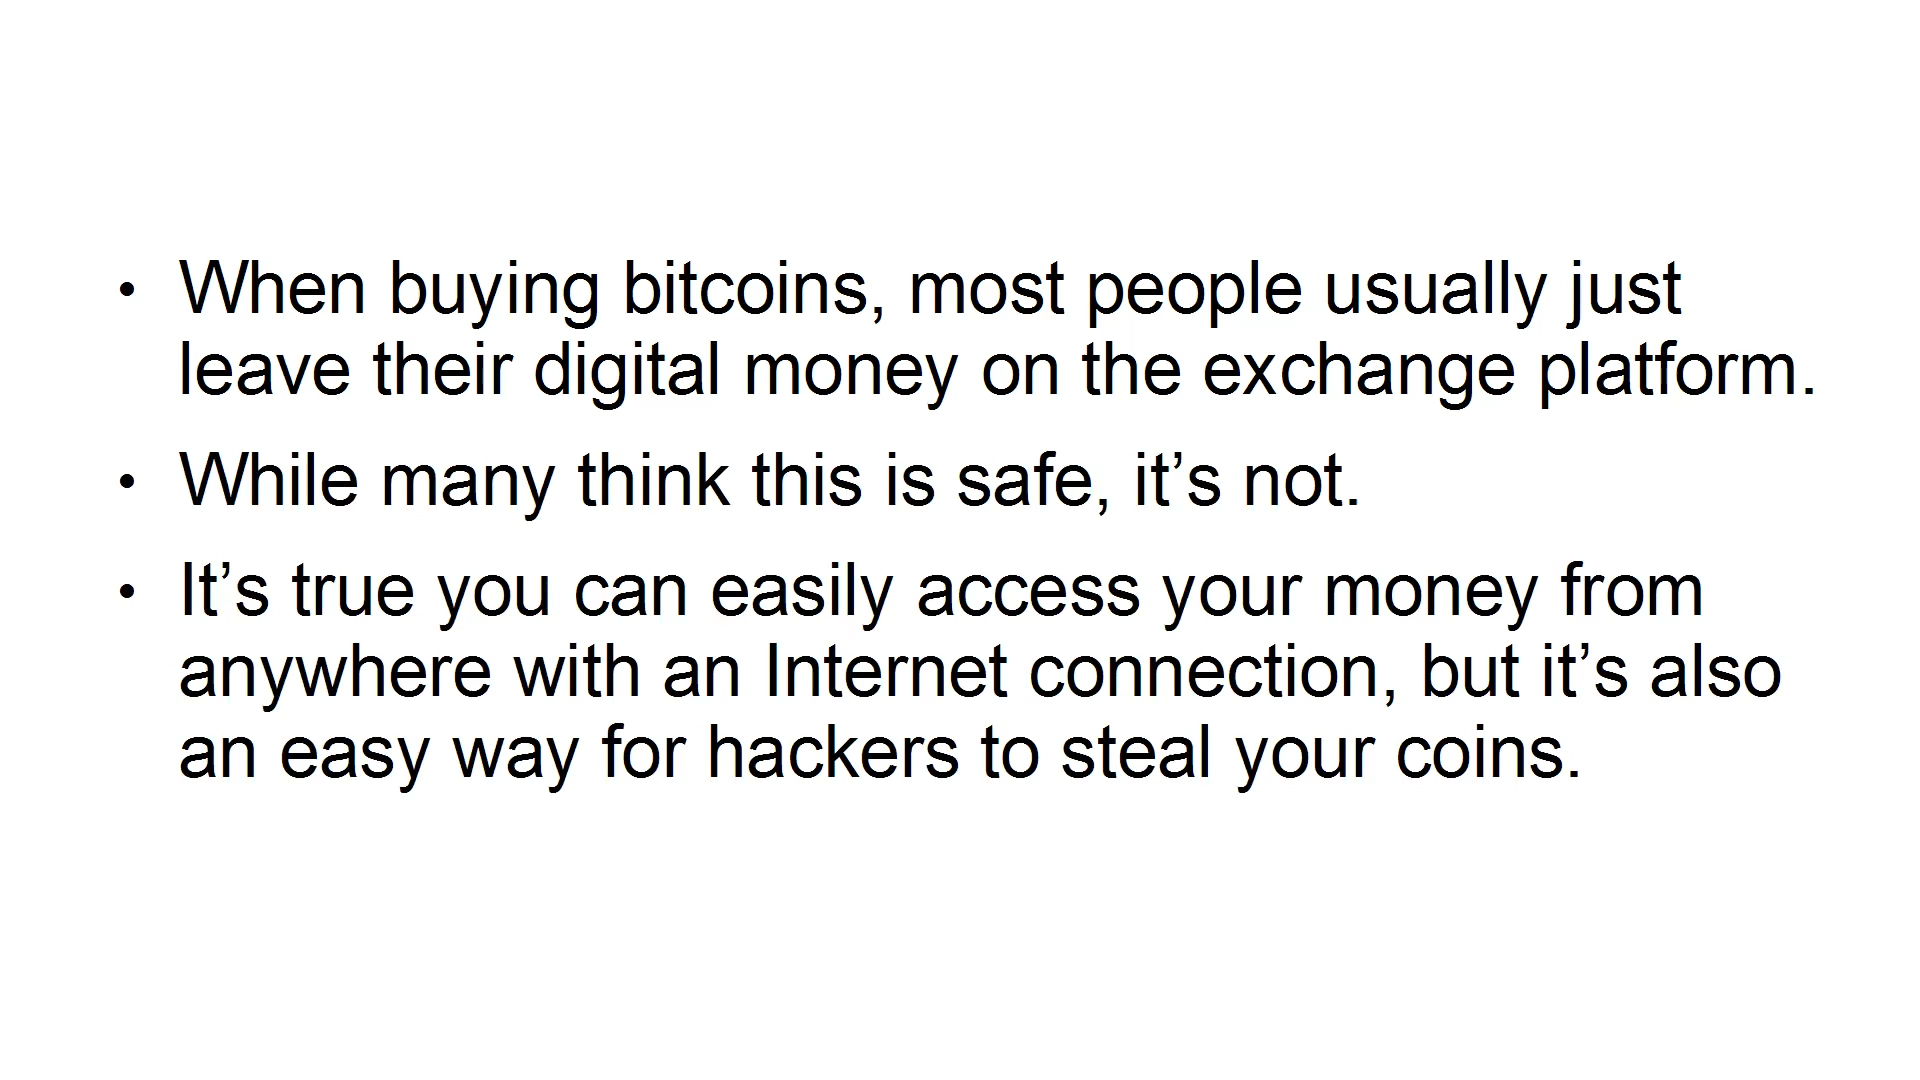 • When buying bitcoins, most people usually just
leave their digital money on the exchange platform.
• While many think this is safe, it’s not.
• It’s true you can easily access your money from
anywhere with an Internet connection, but it’s also
an easy way for hackers to steal your coins.